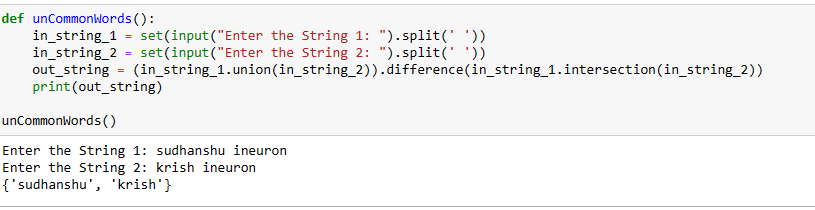 def unCommonWords():
    in_string_1 = set(input("Enter the String 1: ").split(' '))
    in_string_2 = set(input("Enter the String 2: ").split(' '))
    out_string = (in_string_1.union(in_string_2)).difference(in_string_1.intersection(in_string_2))
    print(out_string)

unCommonWords()
Enter the String 1: sudhanshu ineuron
Enter the String 2: krish ineuron
{'sudhanshu', 'krish'}